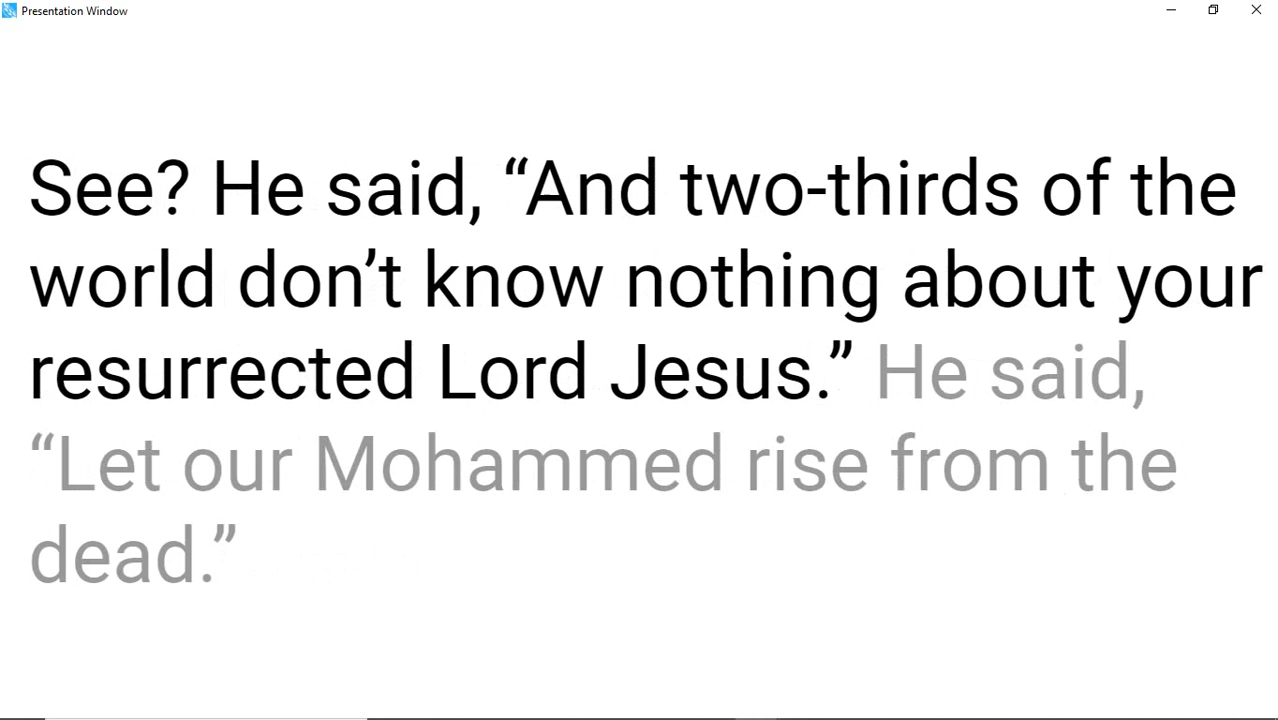 Presentation Window
See? He said, “And two-thirds of the
world don’t know nothing about your
resurrected Lord Jesus.” He said,
“Let our Mohammed rise from the
dead.”